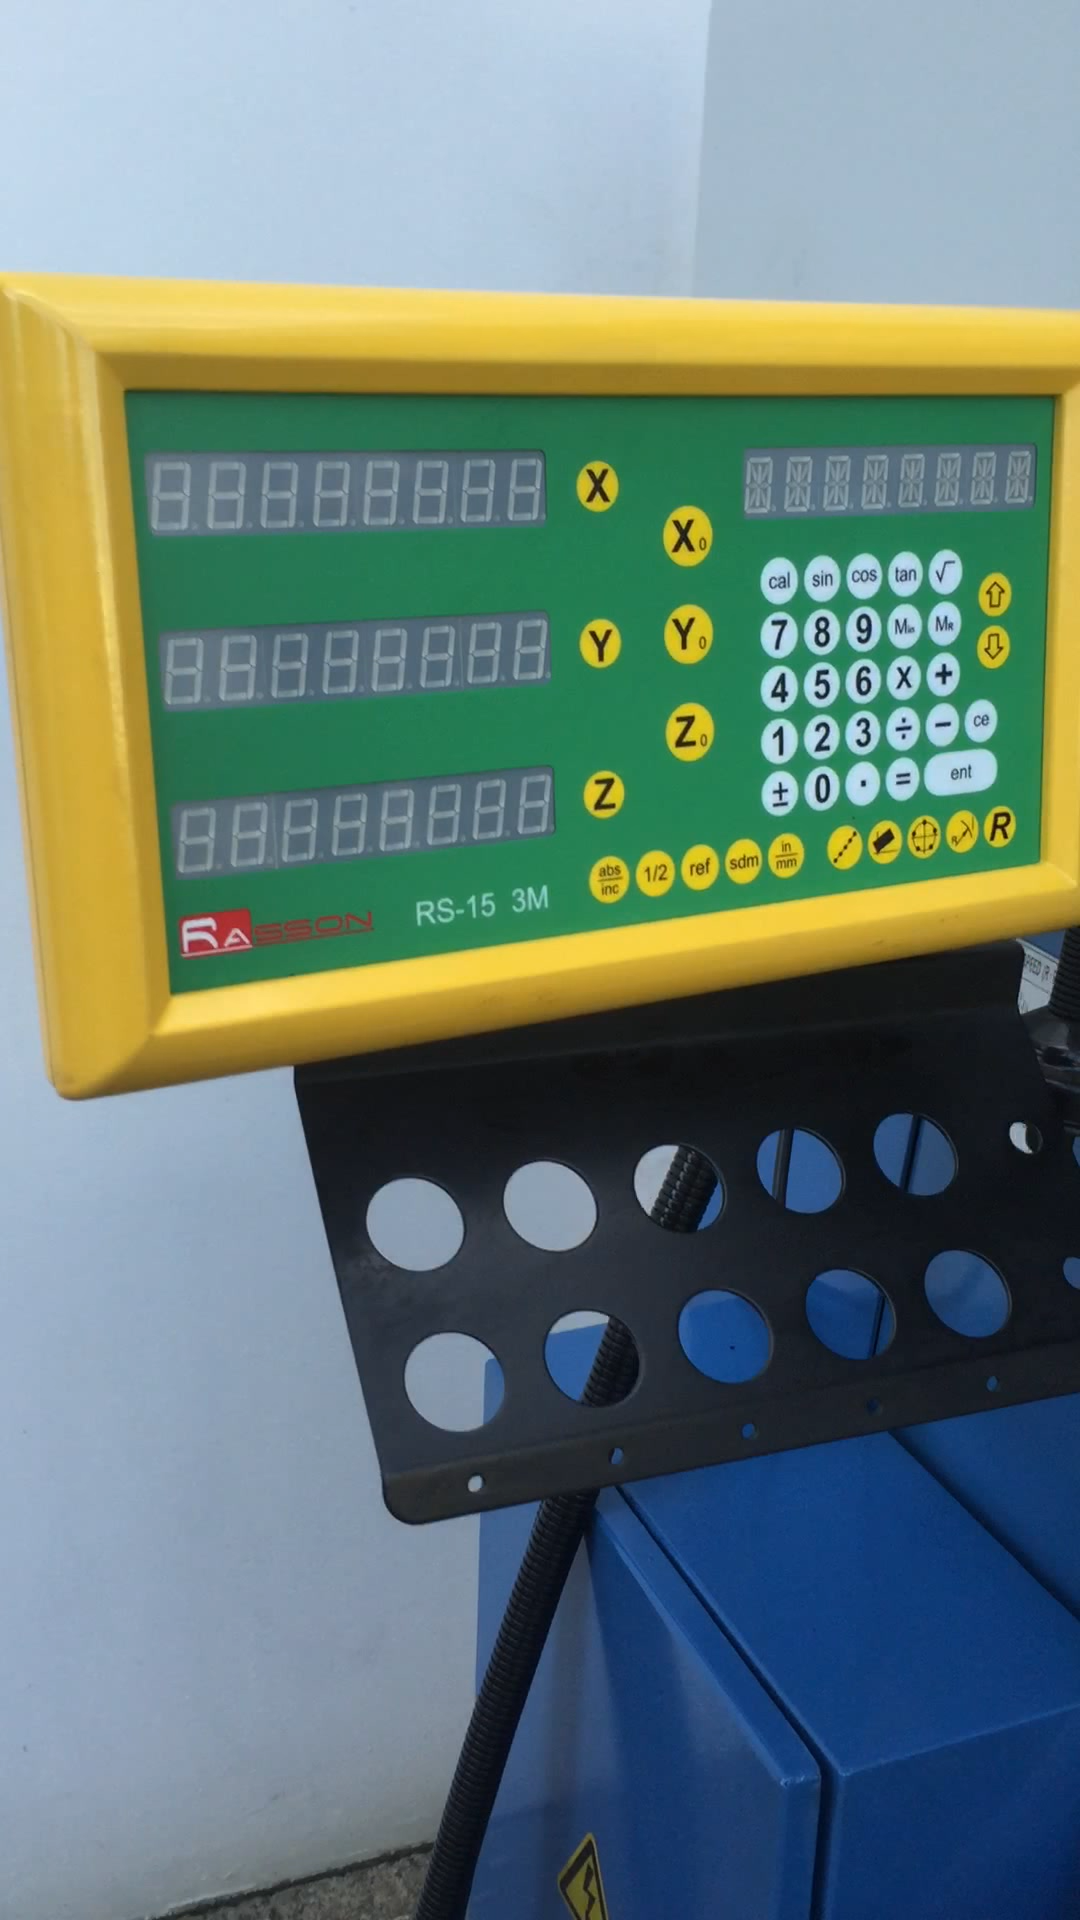 X
X₀
cal sin cos tan √
Y
Y₀
7 8 9 Min MR
4 5 6 X +
Z₀
1 2 3 ÷ − ce
Z
± 0 . = ent
abs/inc 1/2 ref sdm in/mm R
RASSON RS-15 3M